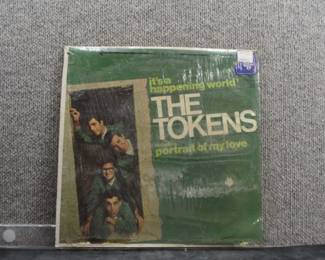 it's a
happening world
THE
TOKENS
portrait of my love